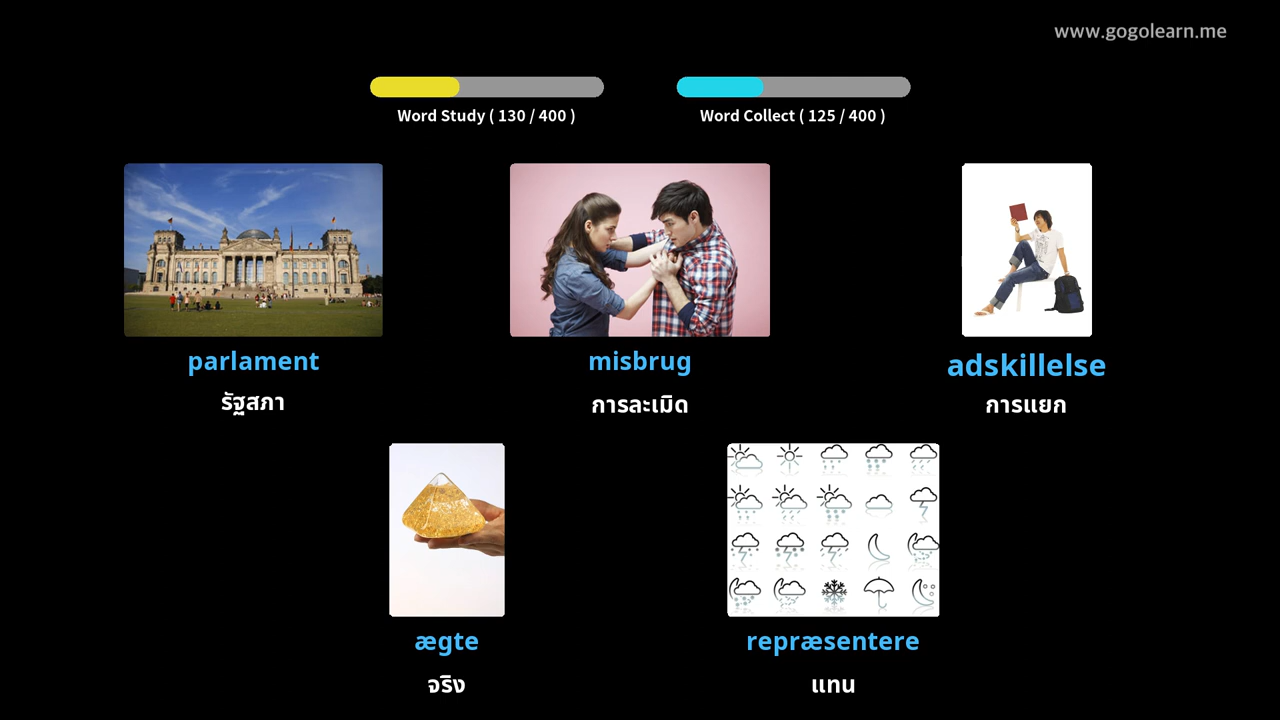 www.gogolearn.me
Word Study ( 130 / 400 )
Word Collect ( 125 / 400 )
parlament
รัฐสภา
misbrug
การละเมิด
adskillelse
การแยก
ægte
จริง
repræsentere
แทน